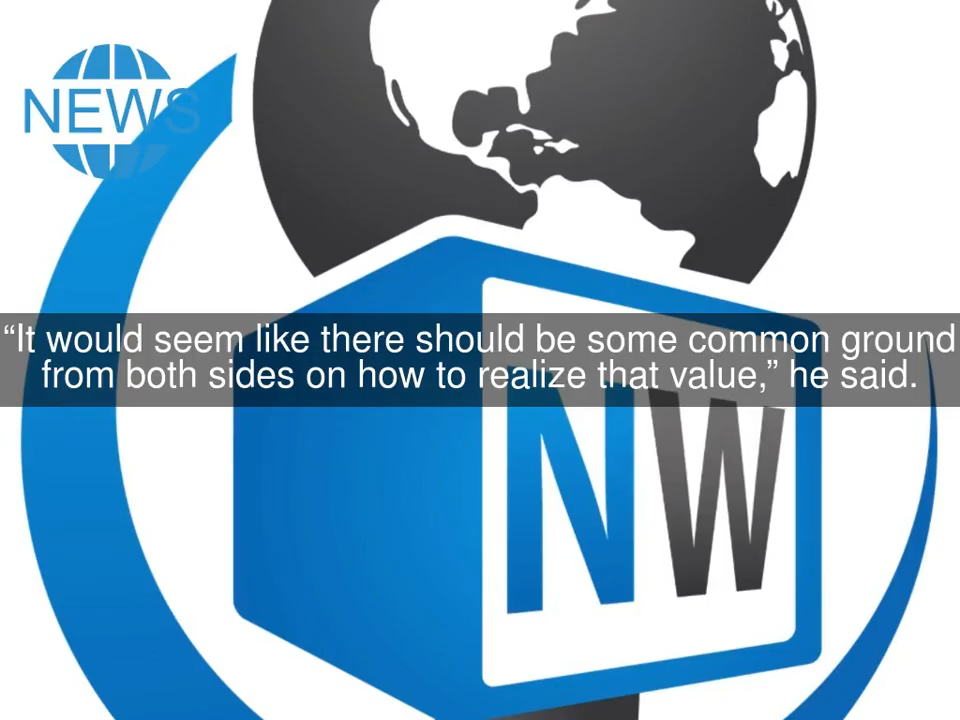 NEWS
“It would seem like there should be some common ground
from both sides on how to realize that value,” he said.
NW